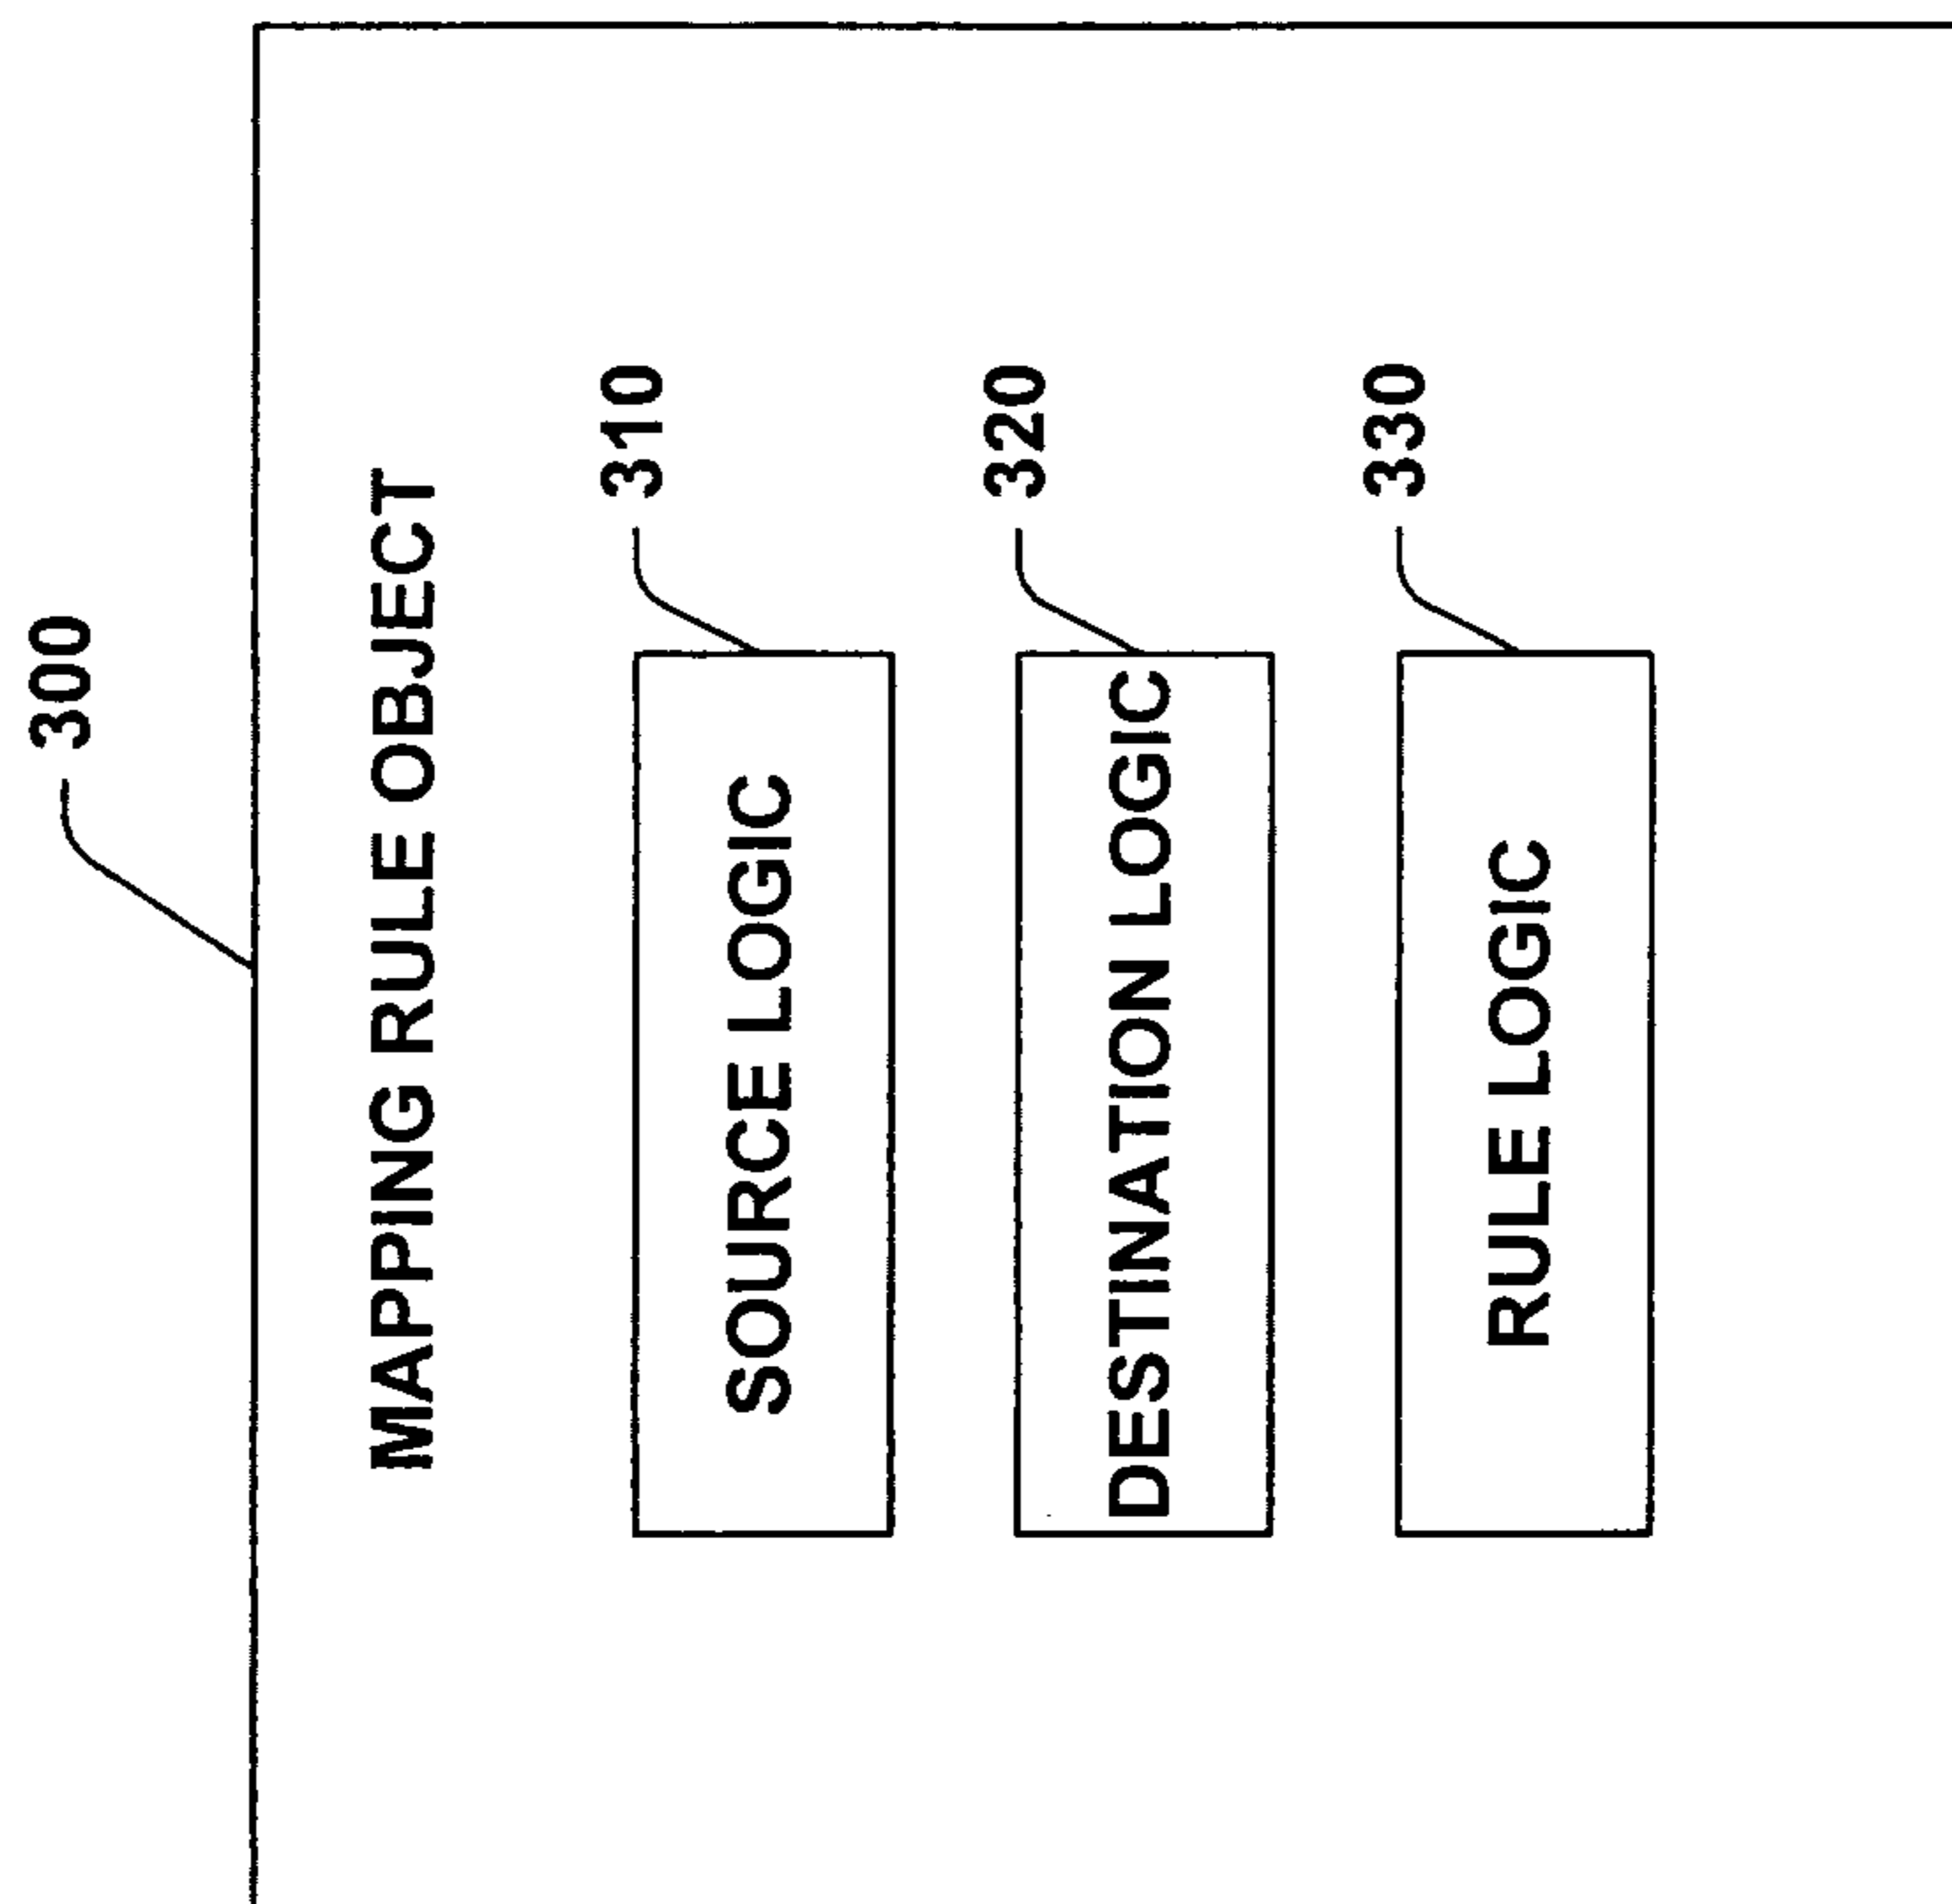 300
MAPPING RULE OBJECT
310
SOURCE LOGIC
320
DESTINATION LOGIC
330
RULE LOGIC